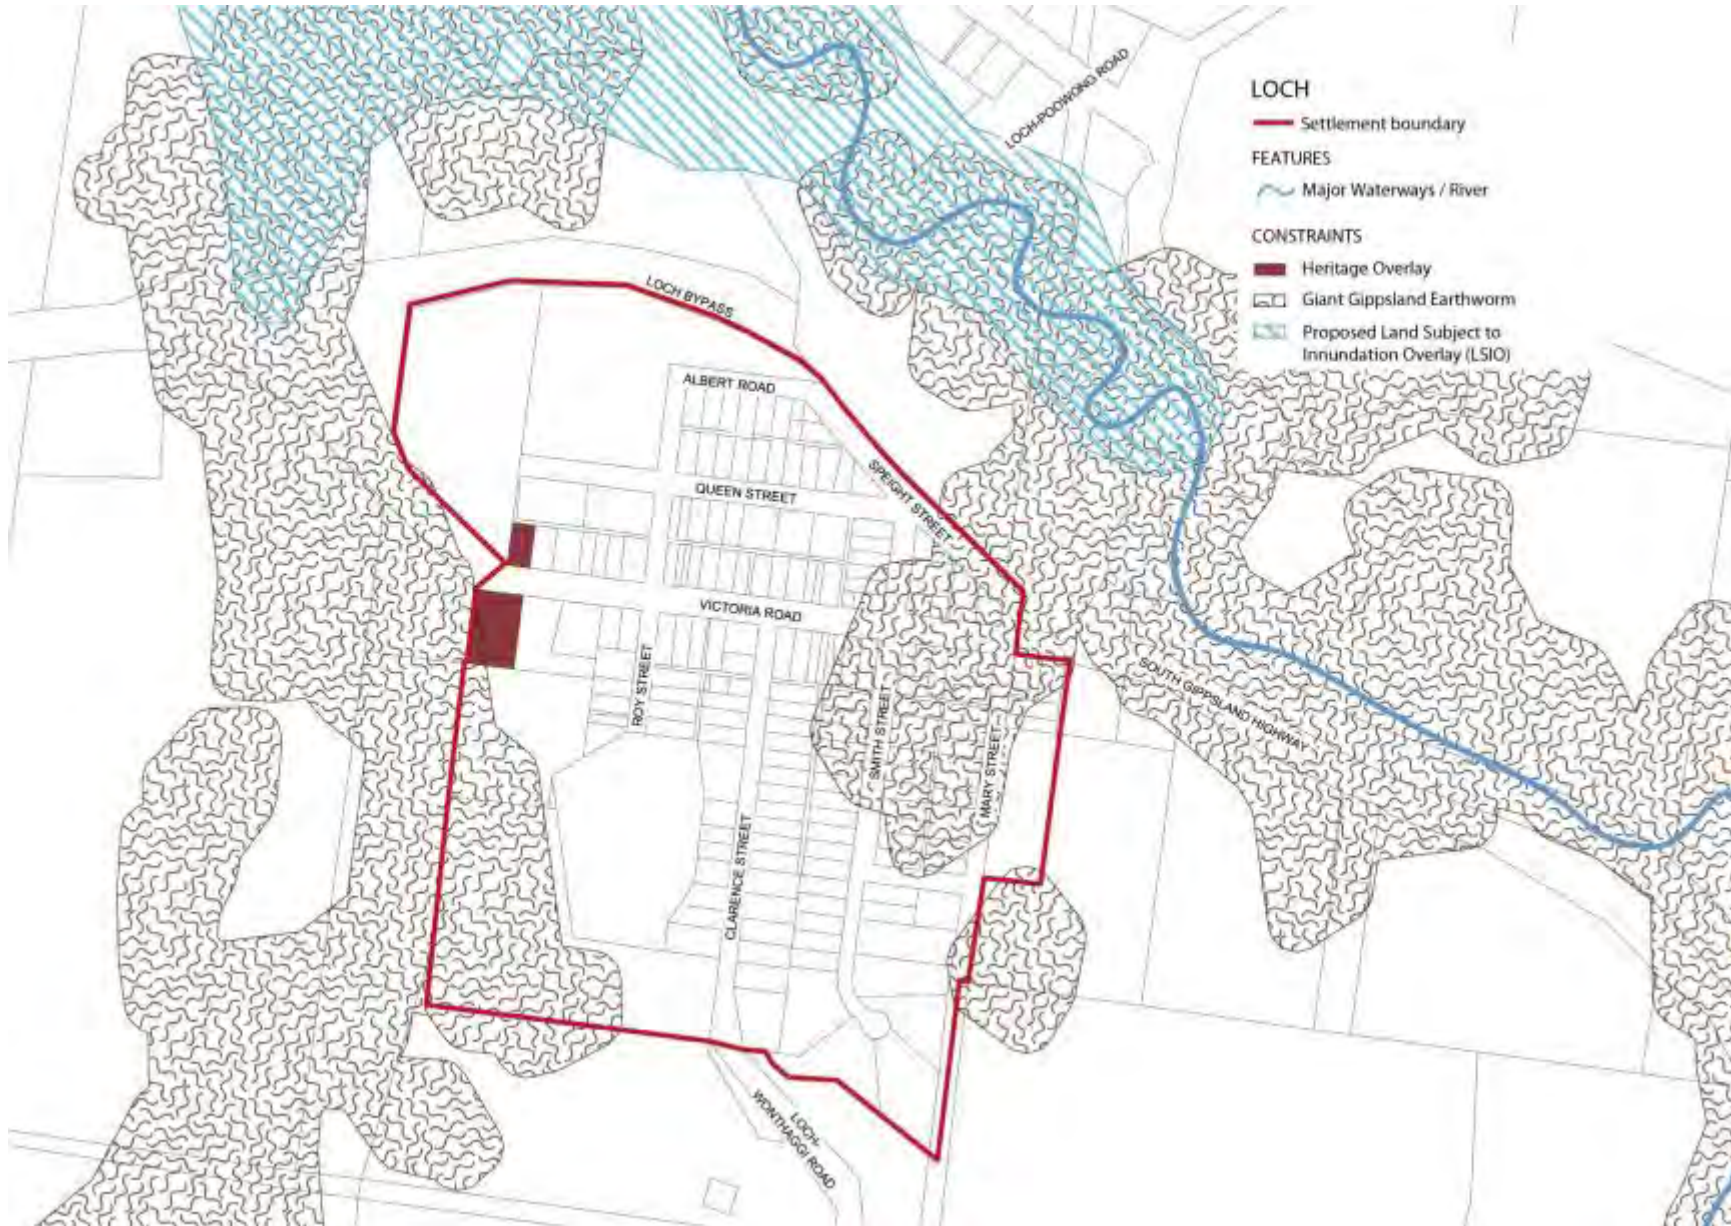 LOCH
Settlement boundary
FEATURES
Major Waterways / River
CONSTRAINTS
Heritage Overlay
Giant Gippsland Earthworm
Proposed Land Subject to
Innundation Overlay (LSIO)
LOCH-POOWONG ROAD
LOCH BYPASS
ALBERT ROAD
QUEEN STREET
SPEIGHT STREET
VICTORIA ROAD
ROY STREET
SMITH STREET
MARY STREET
SOUTH GIPPSLAND HIGHWAY
CLARENCE STREET
LOCH-
WONTHAGGI ROAD